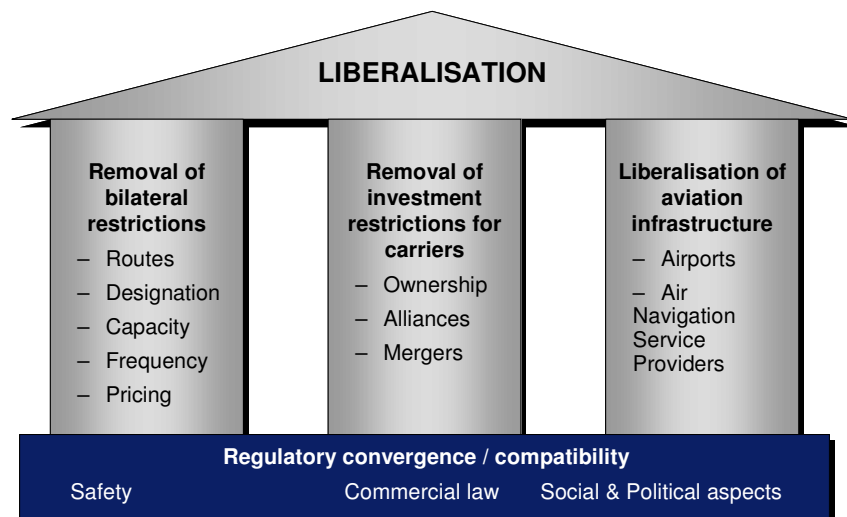 LIBERALISATION
Removal of
bilateral
restrictions
– Routes
– Designation
– Capacity
– Frequency
– Pricing
Removal of
investment
restrictions for
carriers
– Ownership
– Alliances
– Mergers
Liberalisation of
aviation
infrastructure
– Airports
– Air
Navigation
Service
Providers
Regulatory convergence / compatibility
Safety Commercial law Social & Political aspects